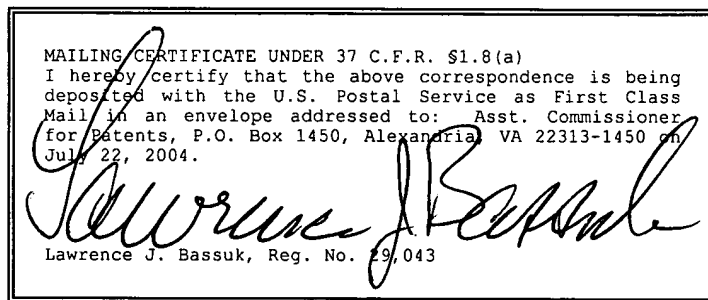 MAILING CERTIFICATE UNDER 37 C.F.R. §1.8(a)
I hereby certify that the above correspondence is being
deposited with the U.S. Postal Service as First Class
Mail in an envelope addressed to: Asst. Commissioner
for Patents, P.O. Box 1450, Alexandria, VA 22313-1450 on
July 22, 2004.
Lawrence J Bassuk
Lawrence J. Bassuk, Reg. No. 29,043